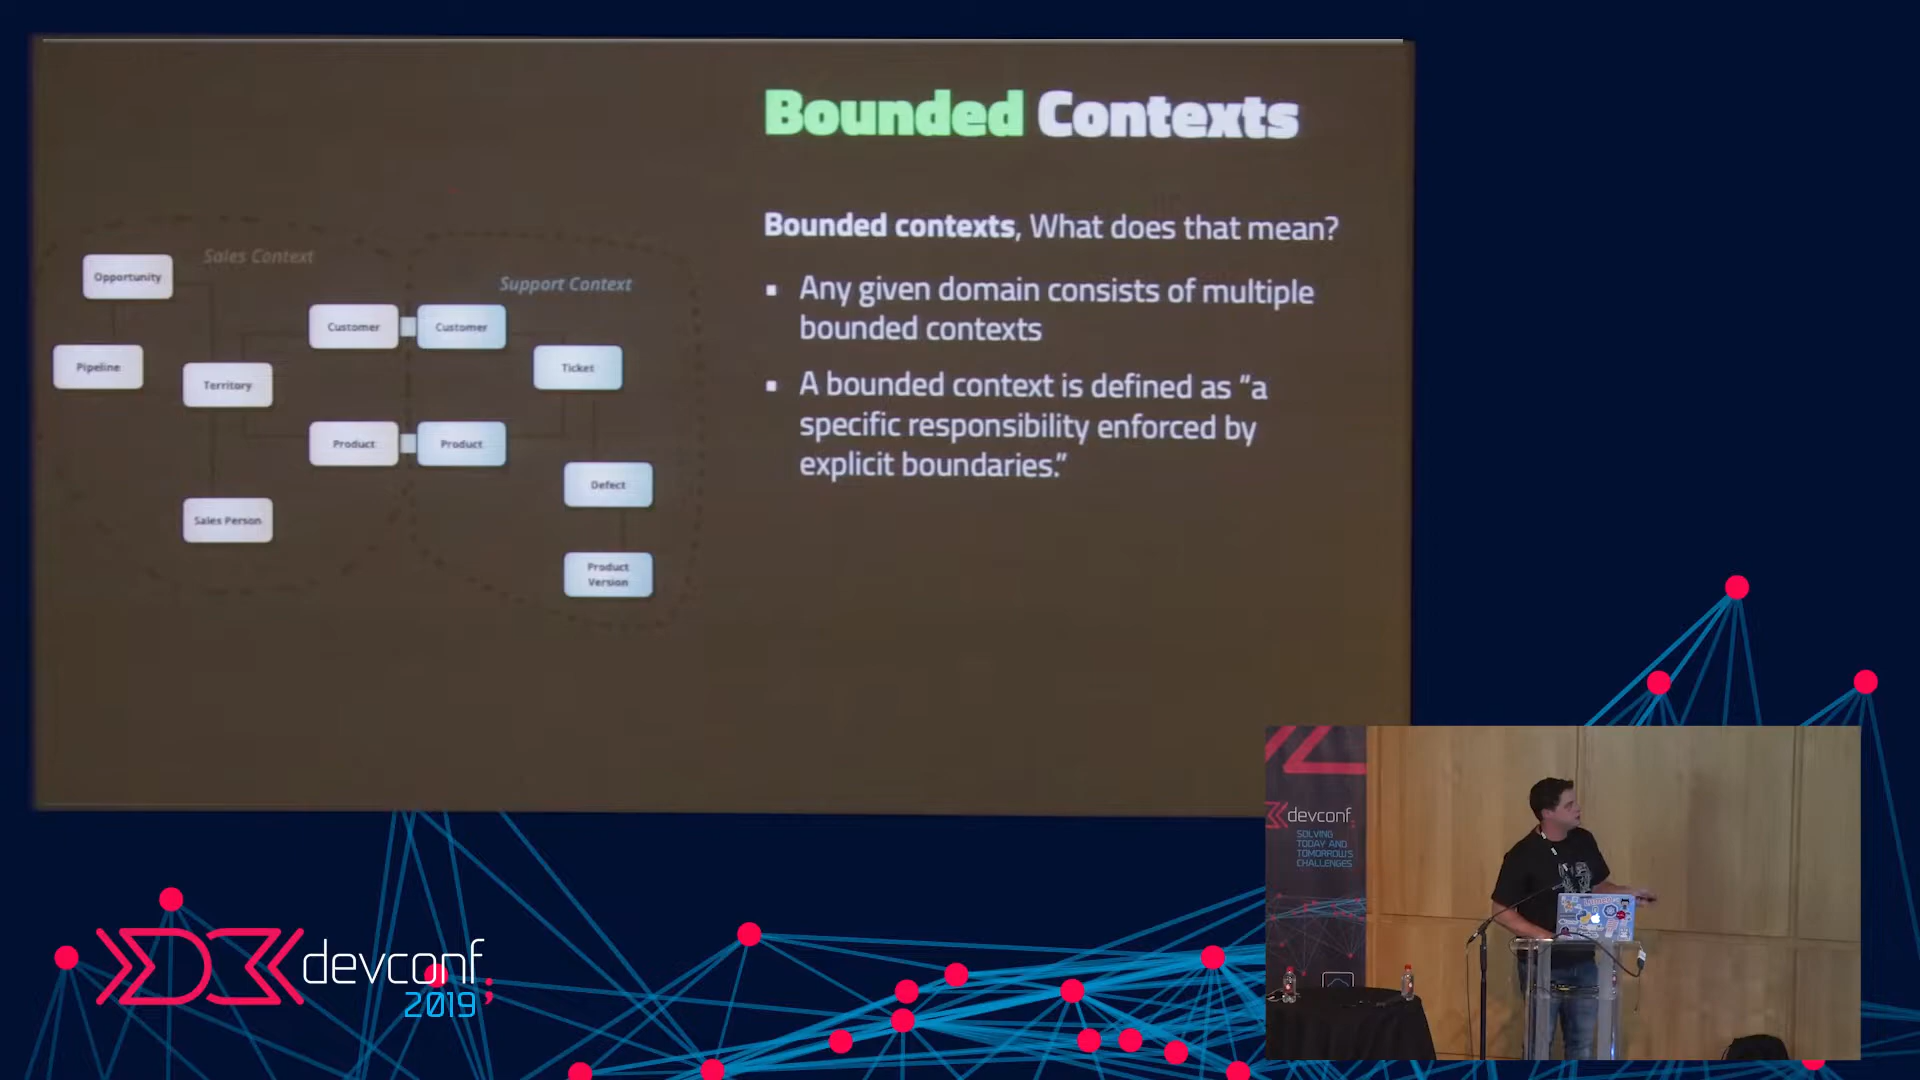 Bounded Contexts
Bounded contexts, What does that mean?
▪ Any given domain consists of multiple
bounded contexts
▪ A bounded context is defined as “a
specific responsibility enforced by
explicit boundaries.”
Sales Context
Support Context
Opportunity
Customer
Customer
Pipeline
Territory
Ticket
Product
Product
Defect
Sales Person
Product
Version
devconf;
2019
devconf;
SOLVING
TODAY AND
TOMORROW'S
CHALLENGES